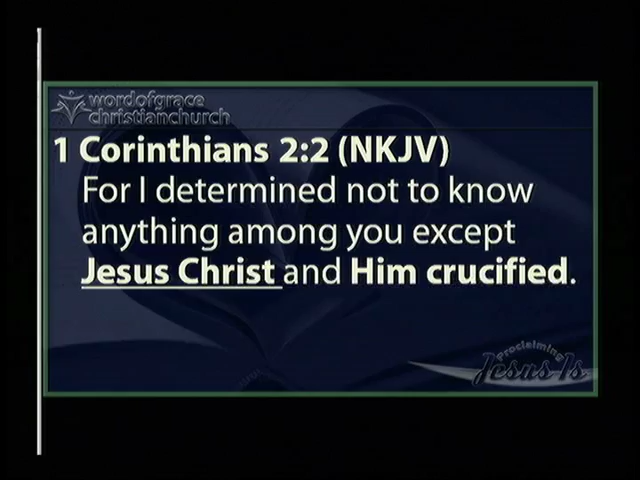 wordofgrace
christianchurch
1 Corinthians 2:2 (NKJV)
For I determined not to know
anything among you except
Jesus Christ and Him crucified.
Proclaiming
Jesus Is